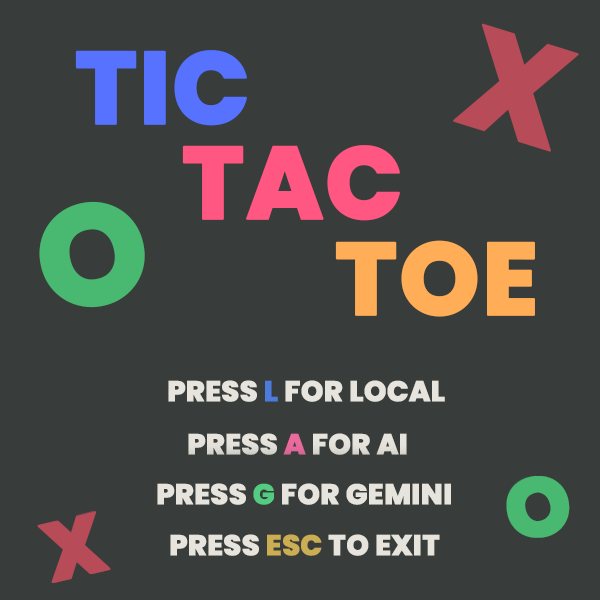 TIC
TAC
TOE
X
O
PRESS L FOR LOCAL
PRESS A FOR AI
PRESS G FOR GEMINI
PRESS ESC TO EXIT
X
O